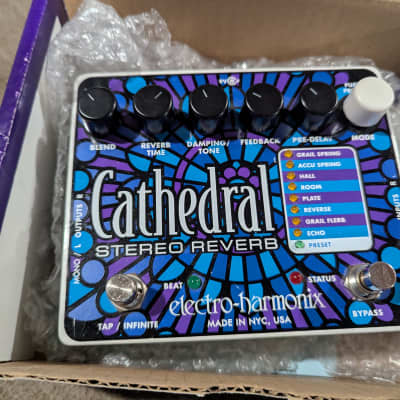 BLEND
REVERB TIME
DAMPING/ TONE
FEEDBACK
PRE-DELAY
MODE
Cathedral
STEREO REVERB
GRAIL SPRING
ACCU SPRING
HALL
ROOM
PLATE
REVERSE
GRAIL FLERB
ECHO
PRESET
MONO / L OUTPUTS R
BEAT
STATUS
electro-harmonix
MADE IN NYC, USA
TAP / INFINITE
BYPASS